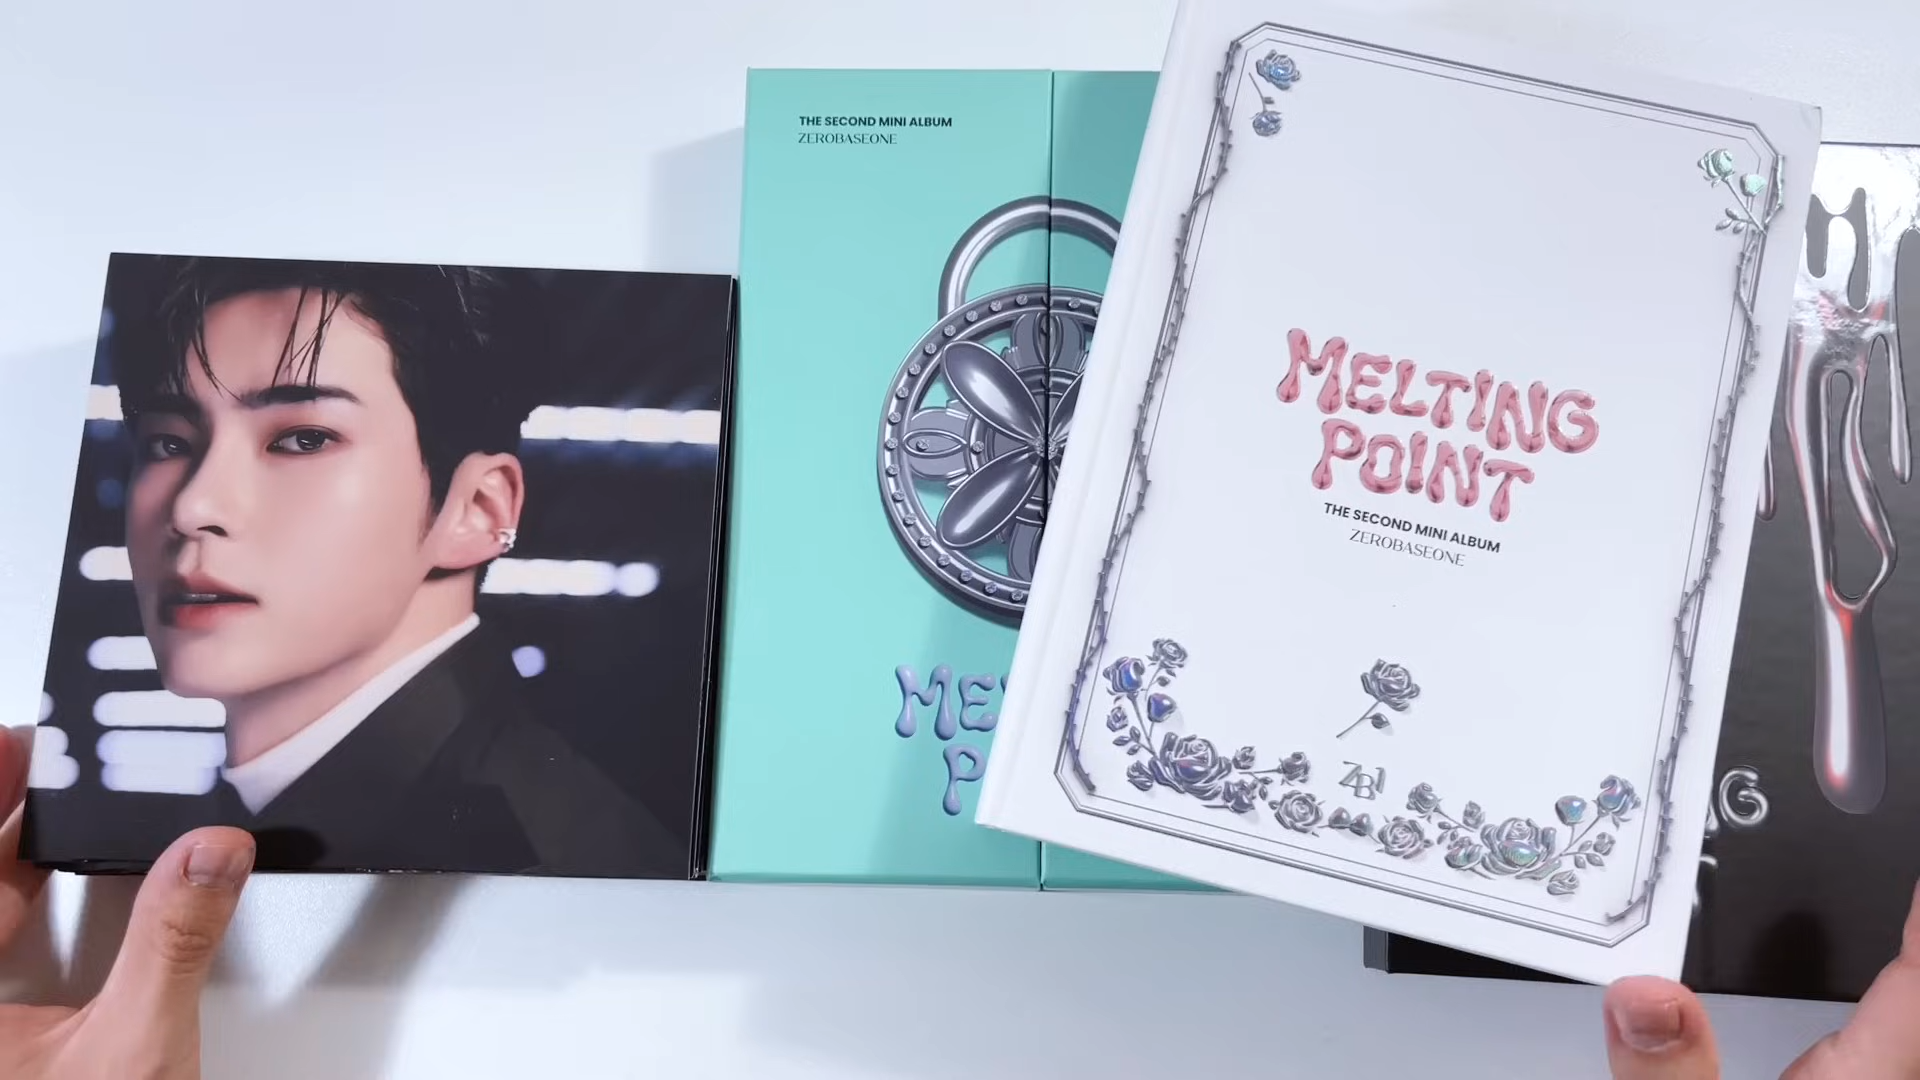 THE SECOND MINI ALBUM
ZEROBASEONE
MELTING
POINT
THE SECOND MINI ALBUM
ZEROBASEONE
ZB1